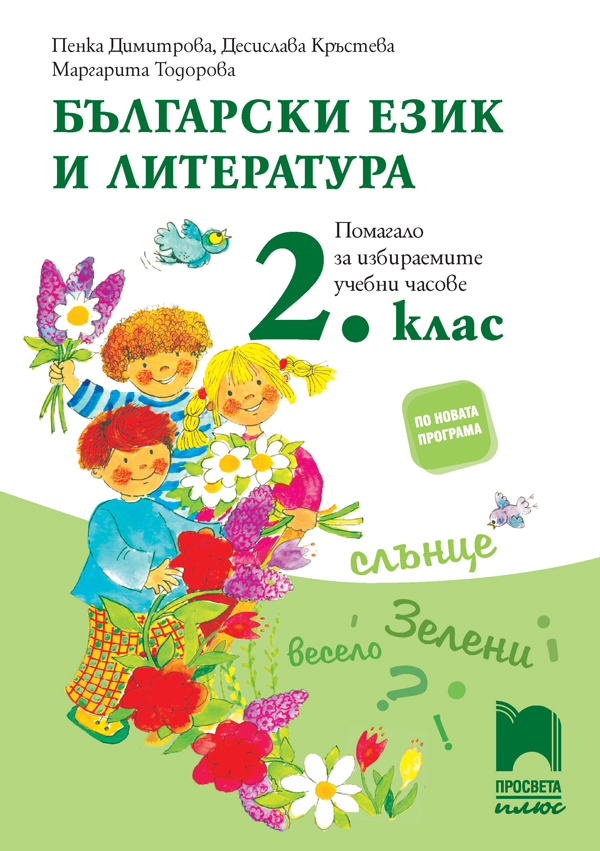 Пенка Димитрова, Десислава Кръстева
Маргарита Тодорова
БЪЛГАРСКИ ЕЗИК
И ЛИТЕРАТУРА
Помагало
за избираемите
учебни часове
2. клас
ПО НОВАТА
ПРОГРАМА
слънце
Зелени
весело
?
!
ПРОСВЕТА
плюс